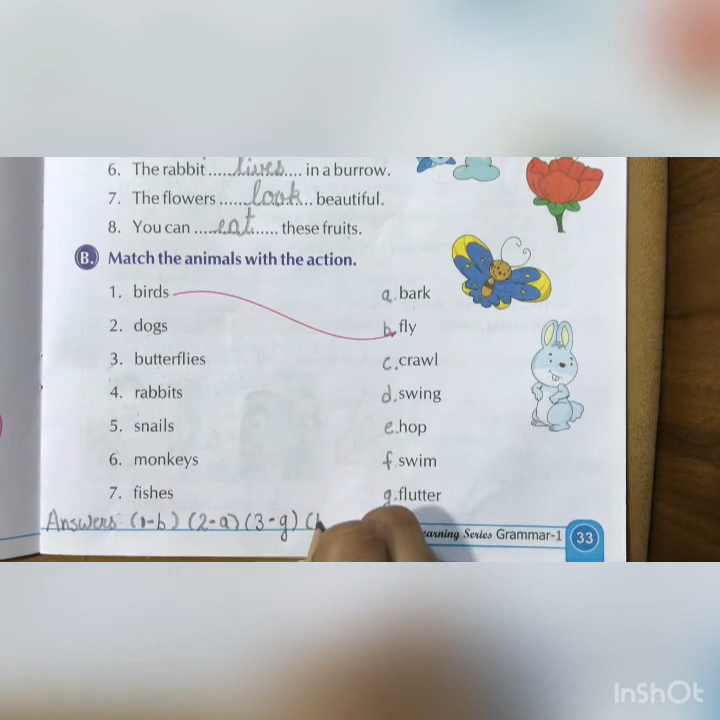 6. The rabbit .....lives.... in a burrow.
7. The flowers ......look.. beautiful.
8. You can .....eat...... these fruits.
B. Match the animals with the action.
1. birds a. bark
2. dogs b. fly
3. butterflies c. crawl
4. rabbits d. swing
5. snails e. hop
6. monkeys f. swim
7. fishes g. flutter
Answers: (1-b) (2-a) (3-g) (
earning Series Grammar-1 33
InShOt